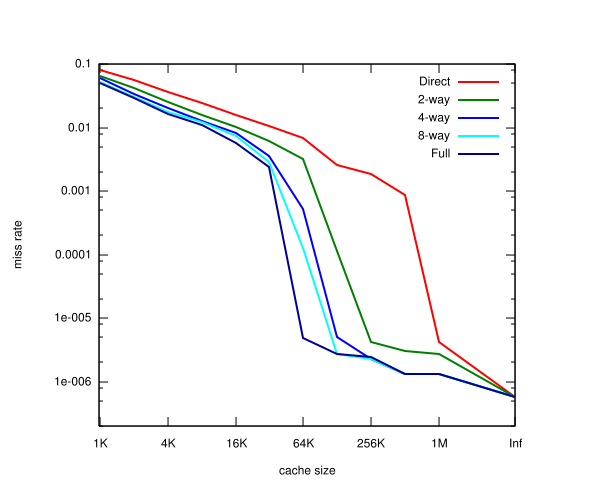 0.1
0.01
0.001
0.0001
1e-005
1e-006
miss rate
Direct
2-way
4-way
8-way
Full
1K 4K 16K 64K 256K 1M Inf
cache size